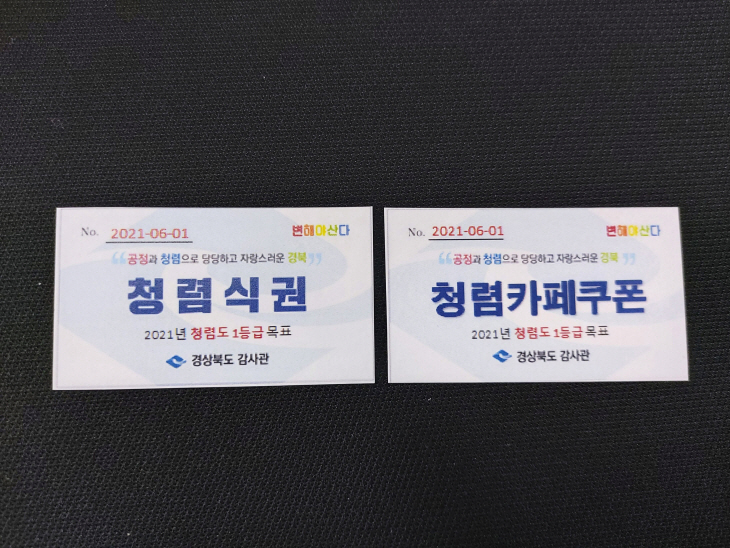 No. 2021-06-01
변해야산다
"공정과 청렴으로 당당하고 자랑스러운 경북"
청렴식권
2021년 청렴도 1등급 목표
경상북도 감사관
No. 2021-06-01
변해야산다
"공정과 청렴으로 당당하고 자랑스러운 경북"
청렴카페쿠폰
2021년 청렴도 1등급 목표
경상북도 감사관